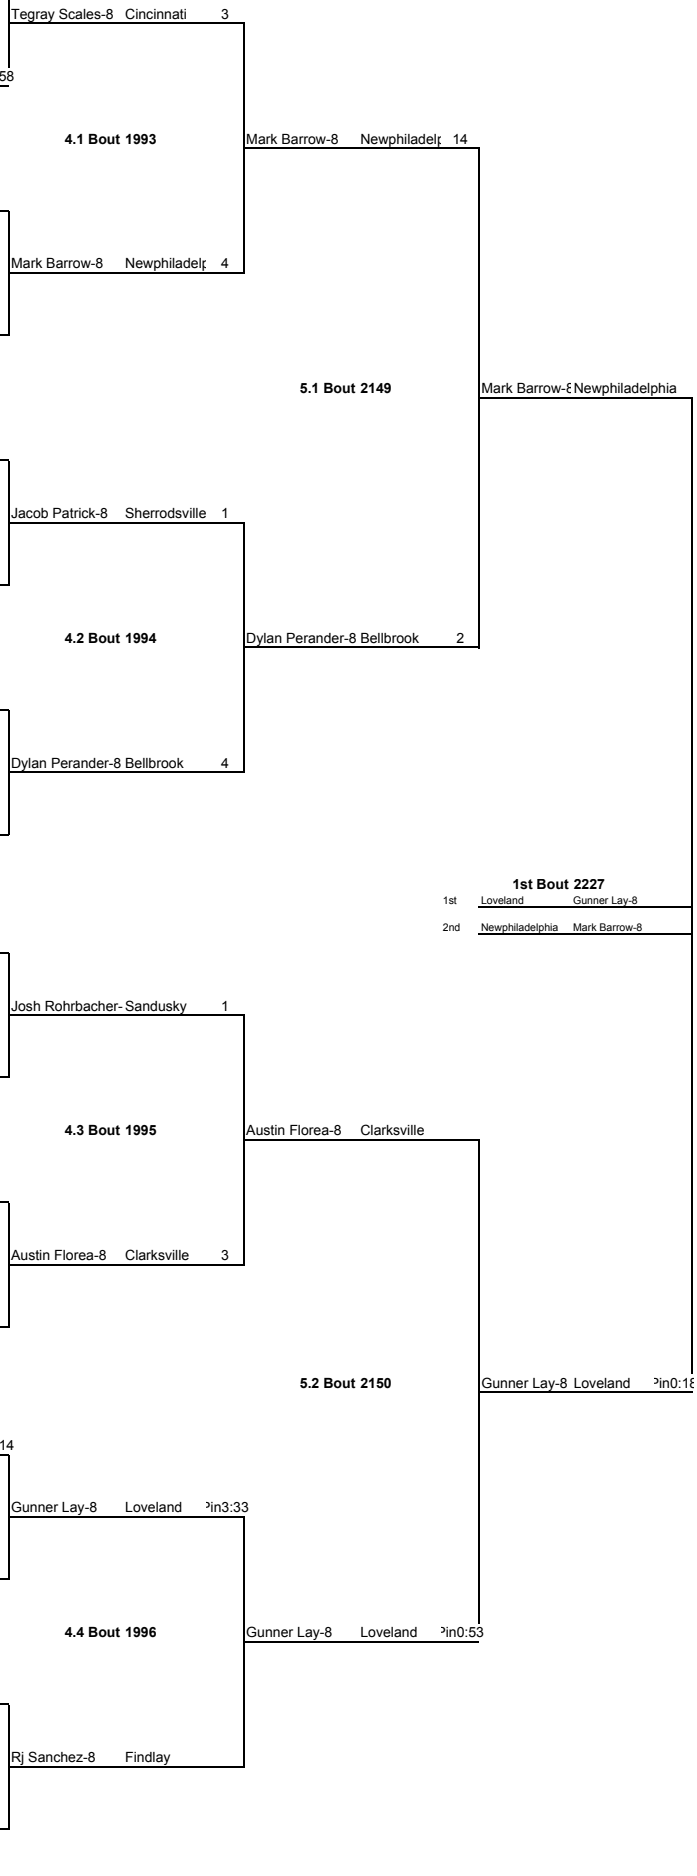 Tegray Scales-8 Cincinnati 3
58
4.1 Bout 1993
Mark Barrow-8 Newphiladelp 14
Mark Barrow-8 Newphiladelp 4
5.1 Bout 2149
Mark Barrow-8 Newphiladelphia
Jacob Patrick-8 Sherrodsville 1
4.2 Bout 1994
Dylan Perander-8 Bellbrook 2
Dylan Perander-8 Bellbrook 4
1st Bout 2227
1st Loveland Gunner Lay-8
2nd Newphiladelphia Mark Barrow-8
Josh Rohrbacher- Sandusky 1
4.3 Bout 1995
Austin Florea-8 Clarksville
Austin Florea-8 Clarksville 3
5.2 Bout 2150
Gunner Lay-8 Loveland Pin0:18
14
Gunner Lay-8 Loveland Pin3:33
4.4 Bout 1996
Gunner Lay-8 Loveland Pin0:53
Rj Sanchez-8 Findlay